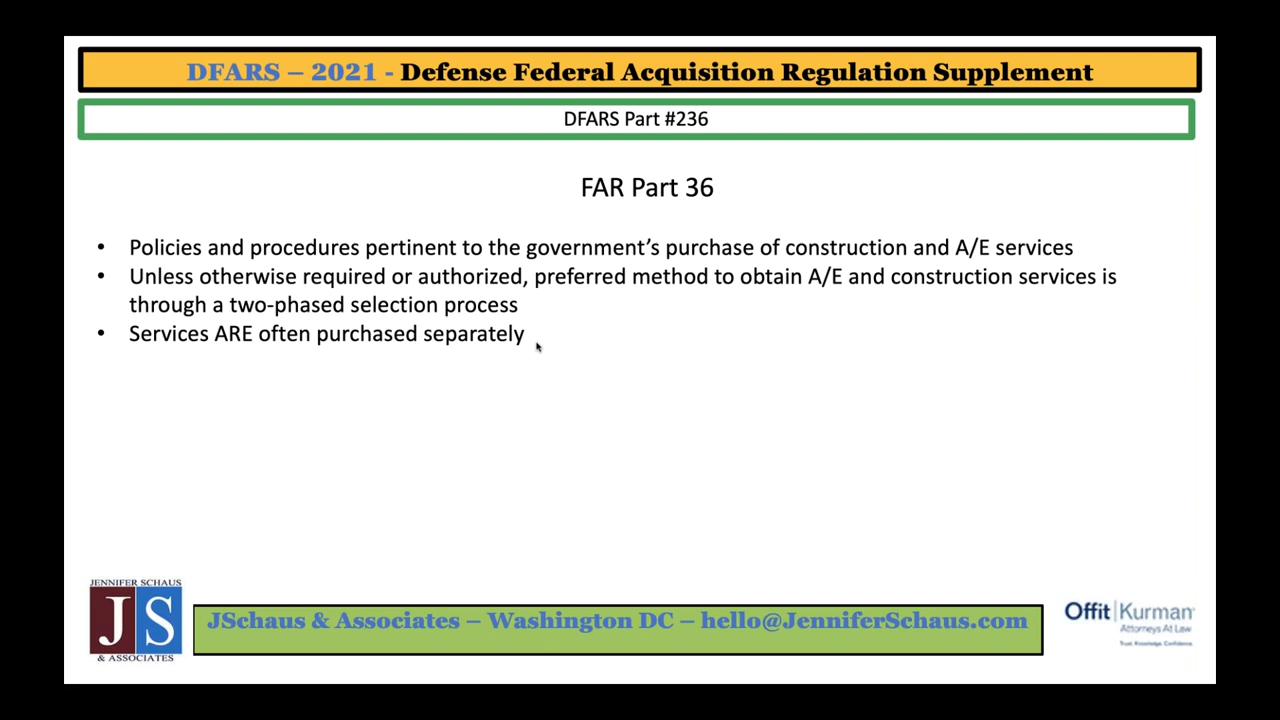 DFARS – 2021 - Defense Federal Acquisition Regulation Supplement
DFARS Part #236
FAR Part 36
• Policies and procedures pertinent to the government’s purchase of construction and A/E services
• Unless otherwise required or authorized, preferred method to obtain A/E and construction services is
through a two-phased selection process
• Services ARE often purchased separately
JENNIFER SCHAUS
JS
& ASSOCIATES
JSchaus & Associates – Washington DC – hello@JenniferSchaus.com
Offit|Kurman
Attorneys At Law
Trust. Knowledge. Confidence.